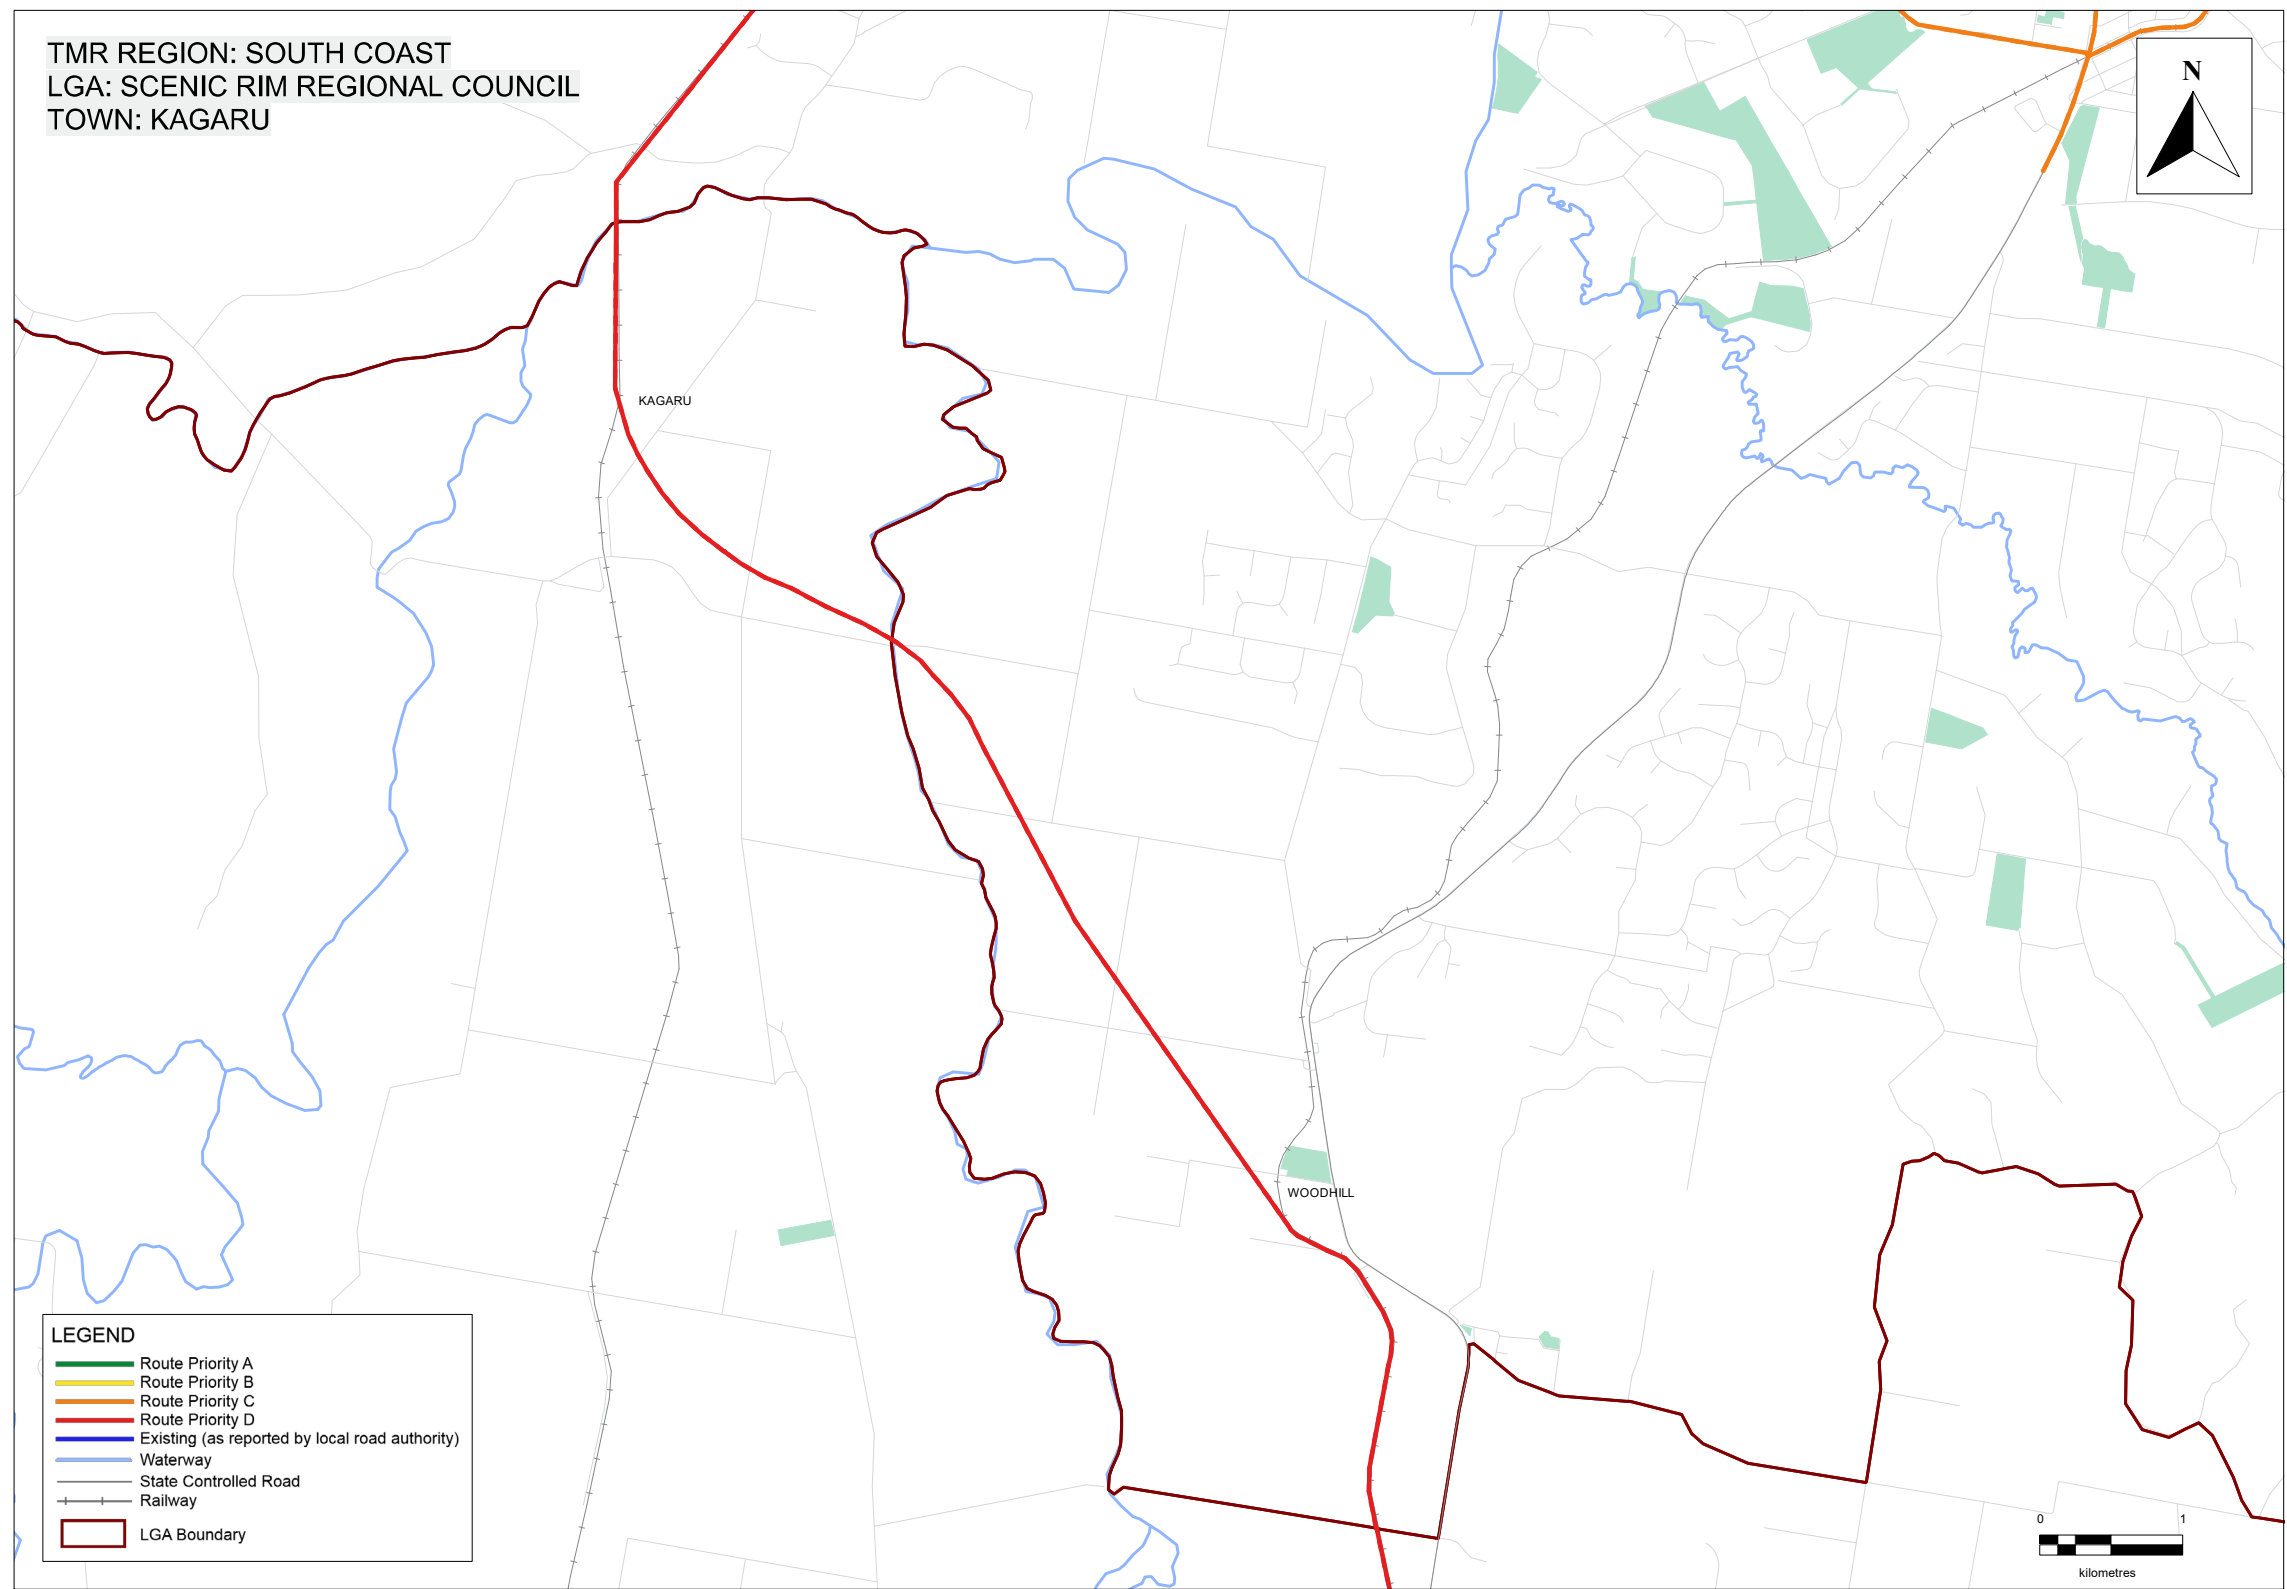 TMR REGION: SOUTH COAST
LGA: SCENIC RIM REGIONAL COUNCIL
TOWN: KAGARU
N
KAGARU
WOODHILL
LEGEND
Route Priority A
Route Priority B
Route Priority C
Route Priority D
Existing (as reported by local road authority)
Waterway
State Controlled Road
Railway
LGA Boundary
0 1
kilometres